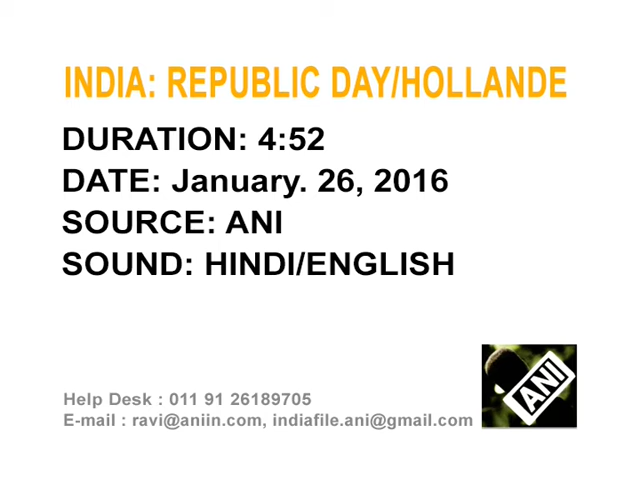 INDIA: REPUBLIC DAY/HOLLANDE
DURATION: 4:52
DATE: January. 26, 2016
SOURCE: ANI
SOUND: HINDI/ENGLISH
Help Desk : 011 91 26189705
E-mail : ravi@aniin.com, indiafile.ani@gmail.com
ANI